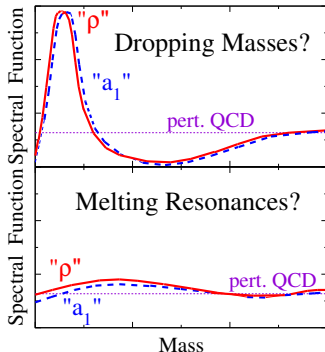 Spectral Function
"ρ"
Dropping Masses?
"a₁"
pert. QCD
Spectral Function
Melting Resonances?
"ρ"
pert. QCD
"a₁"
Mass